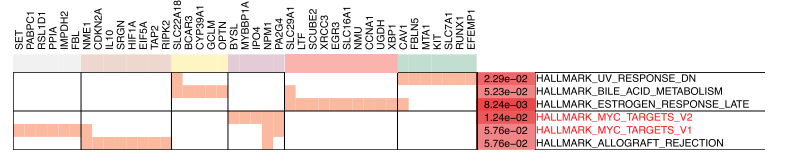 SET
PABPC1
RSL1D1
PPIA
IMPDH2
FBL
NME1
CDKN2A
IL10
SRGN
HIF1A
EIF5A
TAP2
RIPK2
SLC22A18
BCAR3
CYP39A1
GCLM
OPTN
BYSL
MYBBP1A
IPO4
NPM1
PA2G4
SLC29A1
LTF
SCUBE2
XRCC3
EGR3
SLC16A1
NMU
CCNA1
UGDH
XBP1
CAV1
FBLN5
MTA1
KIT
SLC7A1
RUNX1
EFEMP1
2.29e-02 HALLMARK_UV_RESPONSE_DN
5.23e-02 HALLMARK_BILE_ACID_METABOLISM
8.24e-03 HALLMARK_ESTROGEN_RESPONSE_LATE
1.24e-02 HALLMARK_MYC_TARGETS_V2
5.76e-02 HALLMARK_MYC_TARGETS_V1
5.76e-02 HALLMARK_ALLOGRAFT_REJECTION